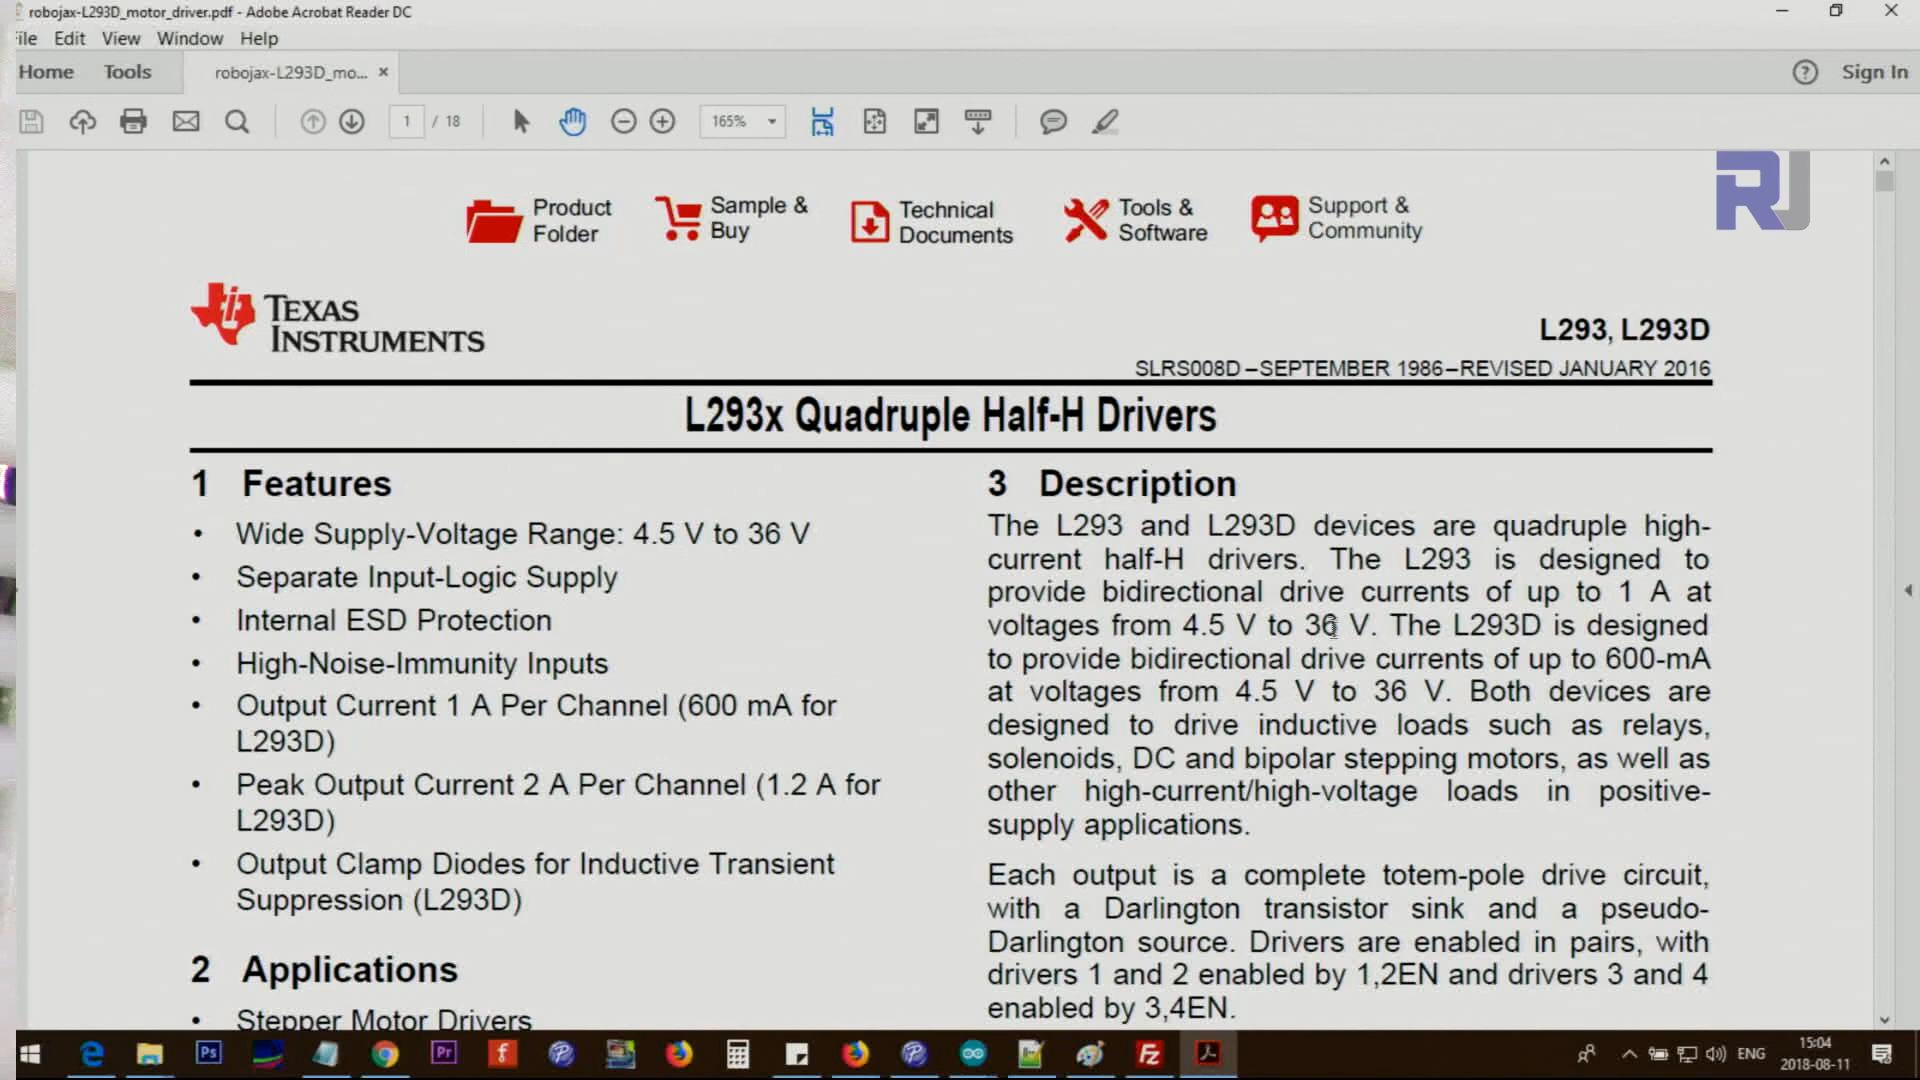 robojax-L293D_motor_driver.pdf - Adobe Acrobat Reader DC
ile Edit View Window Help
Home Tools robojax-L293D_mo... × ? Sign In
1 / 18 165%
RJ
Product Folder
Sample & Buy
Technical Documents
Tools & Software
Support & Community
TEXAS
INSTRUMENTS
L293, L293D
SLRS008D –SEPTEMBER 1986–REVISED JANUARY 2016
L293x Quadruple Half-H Drivers
1 Features
• Wide Supply-Voltage Range: 4.5 V to 36 V
• Separate Input-Logic Supply
• Internal ESD Protection
• High-Noise-Immunity Inputs
• Output Current 1 A Per Channel (600 mA for
L293D)
• Peak Output Current 2 A Per Channel (1.2 A for
L293D)
• Output Clamp Diodes for Inductive Transient
Suppression (L293D)
2 Applications
• Stepper Motor Drivers
3 Description
The L293 and L293D devices are quadruple high-
current half-H drivers. The L293 is designed to
provide bidirectional drive currents of up to 1 A at
voltages from 4.5 V to 36 V. The L293D is designed
to provide bidirectional drive currents of up to 600-mA
at voltages from 4.5 V to 36 V. Both devices are
designed to drive inductive loads such as relays,
solenoids, DC and bipolar stepping motors, as well as
other high-current/high-voltage loads in positive-
supply applications.
Each output is a complete totem-pole drive circuit,
with a Darlington transistor sink and a pseudo-
Darlington source. Drivers are enabled in pairs, with
drivers 1 and 2 enabled by 1,2EN and drivers 3 and 4
enabled by 3,4EN.
Ps Pr f Fz ENG
15:04
2018-08-11